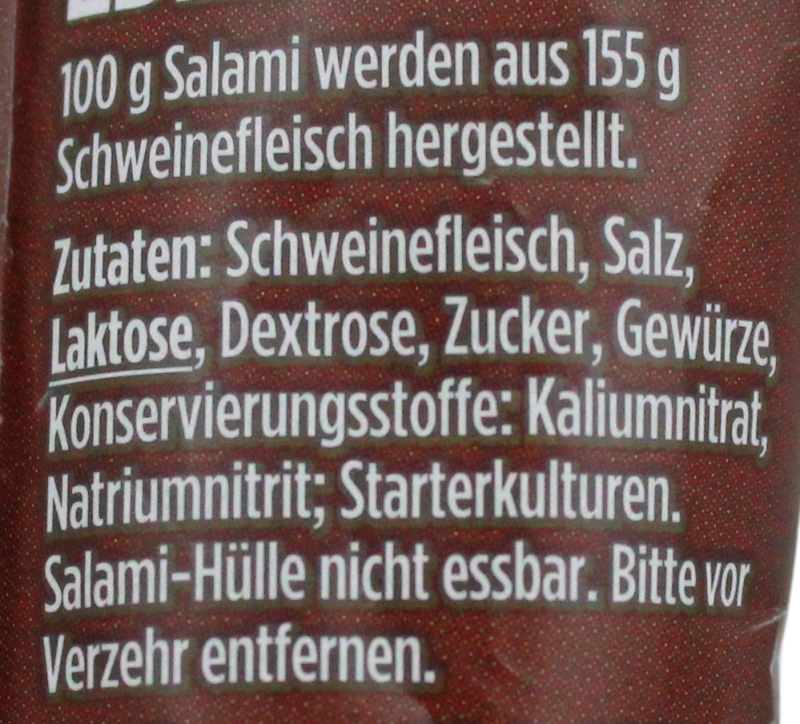 100 g Salami werden aus 155 g
Schweinefleisch hergestellt.
Zutaten: Schweinefleisch, Salz,
Laktose, Dextrose, Zucker, Gewürze,
Konservierungsstoffe: Kaliumnitrat,
Natriumnitrit; Starterkulturen.
Salami-Hülle nicht essbar. Bitte vor
Verzehr entfernen.